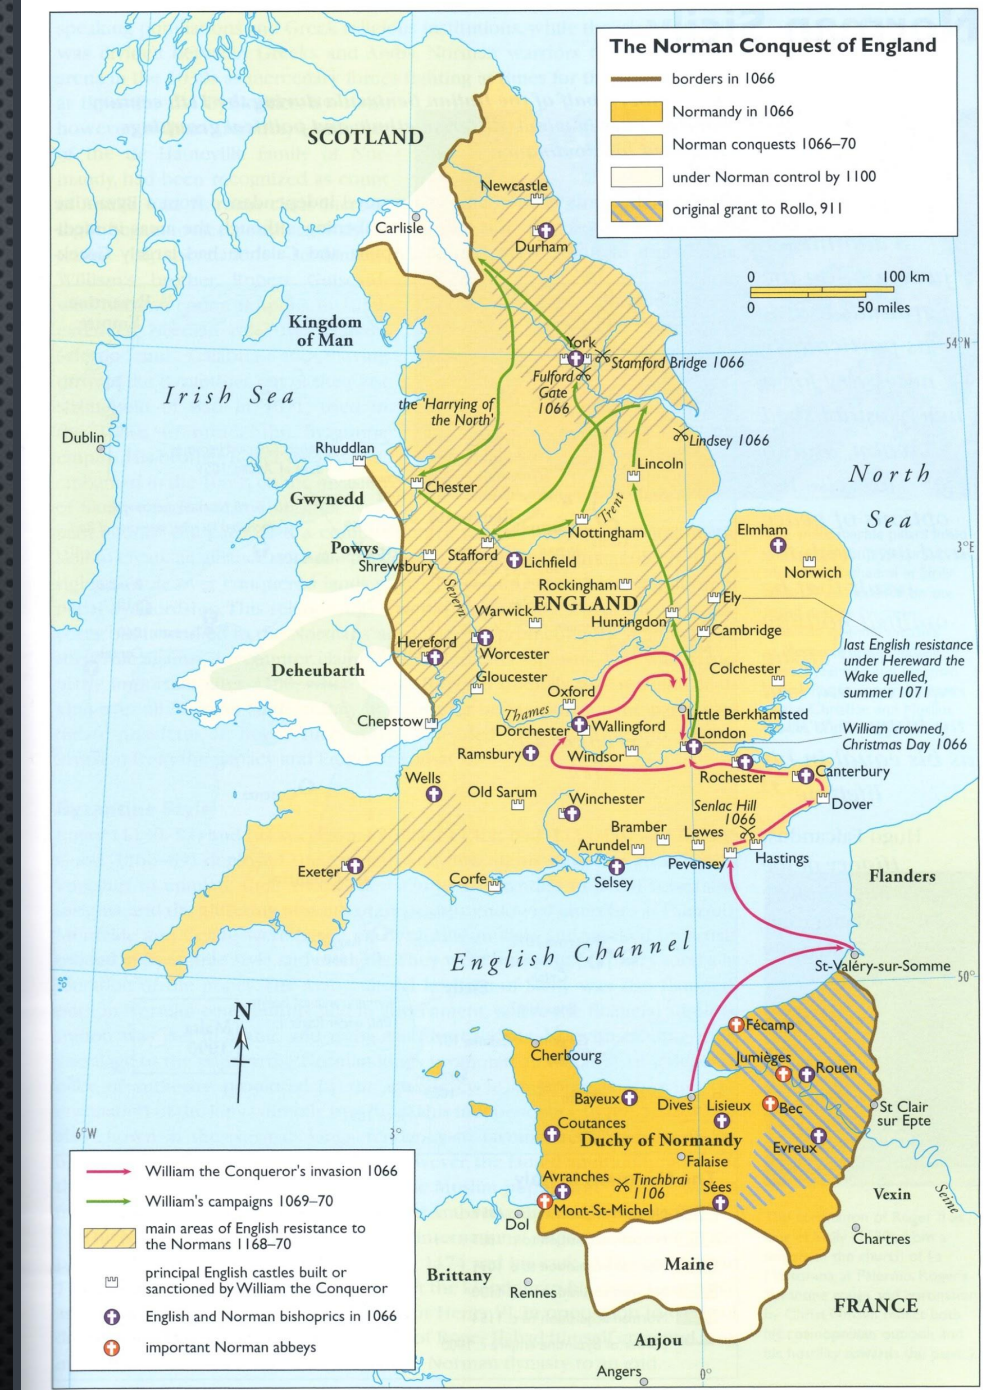 The Norman Conquest of England
borders in 1066
Normandy in 1066
Norman conquests 1066–70
under Norman control by 1100
original grant to Rollo, 911
0
100 km
0
50 miles
SCOTLAND
Newcastle
Carlisle
Durham
Kingdom
of Man
York
Stamford Bridge 1066
54°N
Fulford
Gate
1066
Irish Sea
the 'Harrying of
the North'
Dublin
Lindsey 1066
Rhuddlan
Lincoln
North
Sea
Chester
Gwynedd
Trent
Nottingham
Elmham
3°E
Powys
Shrewsbury
Stafford
Lichfield
Norwich
Severn
Rockingham
Ely
ENGLAND
Warwick
Huntingdon
Cambridge
Hereford
Worcester
last English resistance
under Hereward the
Wake quelled,
summer 1071
Deheubarth
Gloucester
Colchester
Oxford
Chepstow
Thames
Little Berkhamsted
Dorchester
Wallingford
London
William crowned,
Christmas Day 1066
Ramsbury
Windsor
Rochester
Canterbury
Wells
Old Sarum
Winchester
Senlac Hill
1066
Dover
Bramber
Lewes
Arundel
Pevensey
Hastings
Exeter
Corfe
Selsey
Flanders
English Channel
St-Valéry-sur-Somme
50°
N
Fécamp
Cherbourg
Jumièges
Rouen
Bayeux
Dives
Lisieux
Bec
St Clair
sur Epte
6°W
3°
Coutances
Duchy of Normandy
Evreux
Falaise
Avranches
Tinchbrai
1106
Sées
Vexin
Seine
Mont-St-Michel
Dol
Chartres
Maine
Brittany
Rennes
FRANCE
Anjou
Angers
0°
William the Conqueror's invasion 1066
William's campaigns 1069–70
main areas of English resistance to
the Normans 1168–70
principal English castles built or
sanctioned by William the Conqueror
English and Norman bishoprics in 1066
important Norman abbeys